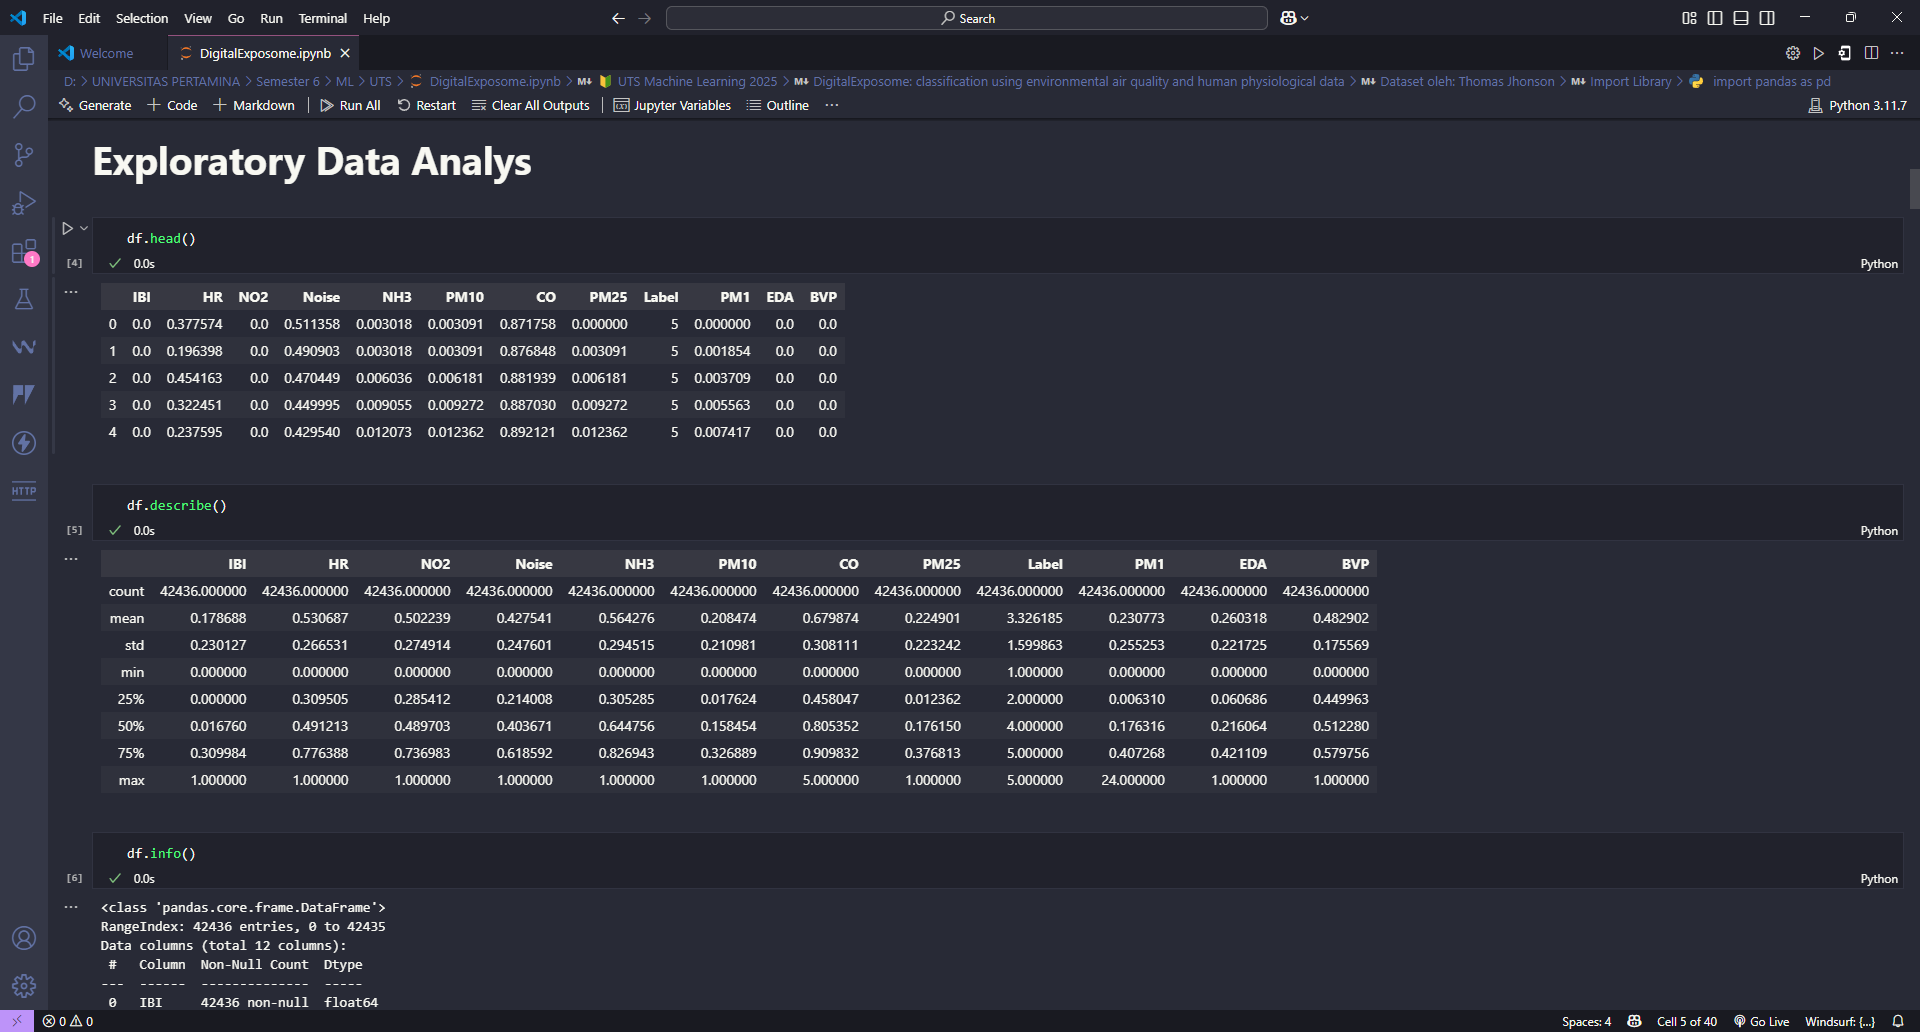 File Edit Selection View Go Run Terminal Help Search
Welcome DigitalExposome.ipynb
D: > UNIVERSITAS PERTAMINA > Semester 6 > ML > UTS > DigitalExposome.ipynb > M↓ UTS Machine Learning 2025 > M↓ DigitalExposome: classification using environmental air quality and human physiological data > M↓ Dataset oleh: Thomas Jhonson > M↓ Import Library > import pandas as pd
Generate + Code + Markdown | Run All Restart Clear All Outputs | Jupyter Variables Outline ... Python 3.11.7
Exploratory Data Analys
df.head()
[4] 0.0s Python
IBI HR NO2 Noise NH3 PM10 CO PM25 Label PM1 EDA BVP
0 0.0 0.377574 0.0 0.511358 0.003018 0.003091 0.871758 0.000000 5 0.000000 0.0 0.0
1 0.0 0.196398 0.0 0.490903 0.003018 0.003091 0.876848 0.003091 5 0.001854 0.0 0.0
2 0.0 0.454163 0.0 0.470449 0.006036 0.006181 0.881939 0.006181 5 0.003709 0.0 0.0
3 0.0 0.322451 0.0 0.449995 0.009055 0.009272 0.887030 0.009272 5 0.005563 0.0 0.0
4 0.0 0.237595 0.0 0.429540 0.012073 0.012362 0.892121 0.012362 5 0.007417 0.0 0.0
df.describe()
[5] 0.0s Python
IBI HR NO2 Noise NH3 PM10 CO PM25 Label PM1 EDA BVP
count 42436.000000 42436.000000 42436.000000 42436.000000 42436.000000 42436.000000 42436.000000 42436.000000 42436.000000 42436.000000 42436.000000 42436.000000
mean 0.178688 0.530687 0.502239 0.427541 0.564276 0.208474 0.679874 0.224901 3.326185 0.230773 0.260318 0.482902
std 0.230127 0.266531 0.274914 0.247601 0.294515 0.210981 0.308111 0.223242 1.599863 0.255253 0.221725 0.175569
min 0.000000 0.000000 0.000000 0.000000 0.000000 0.000000 0.000000 0.000000 1.000000 0.000000 0.000000 0.000000
25% 0.000000 0.309505 0.285412 0.214008 0.305285 0.017624 0.458047 0.012362 2.000000 0.006310 0.060686 0.449963
50% 0.016760 0.491213 0.489703 0.403671 0.644756 0.158454 0.805352 0.176150 4.000000 0.176316 0.216064 0.512280
75% 0.309984 0.776388 0.736983 0.618592 0.826943 0.326889 0.909832 0.376813 5.000000 0.407268 0.421109 0.579756
max 1.000000 1.000000 1.000000 1.000000 1.000000 1.000000 5.000000 1.000000 5.000000 24.000000 1.000000 1.000000
df.info()
[6] 0.0s Python
<class 'pandas.core.frame.DataFrame'>
RangeIndex: 42436 entries, 0 to 42435
Data columns (total 12 columns):
# Column Non-Null Count Dtype
--- ------ -------------- -----
0 IBI 42436 non-null float64
1
HTTP
0 0 Spaces: 4 Cell 5 of 40 Go Live Windsurf: {...}